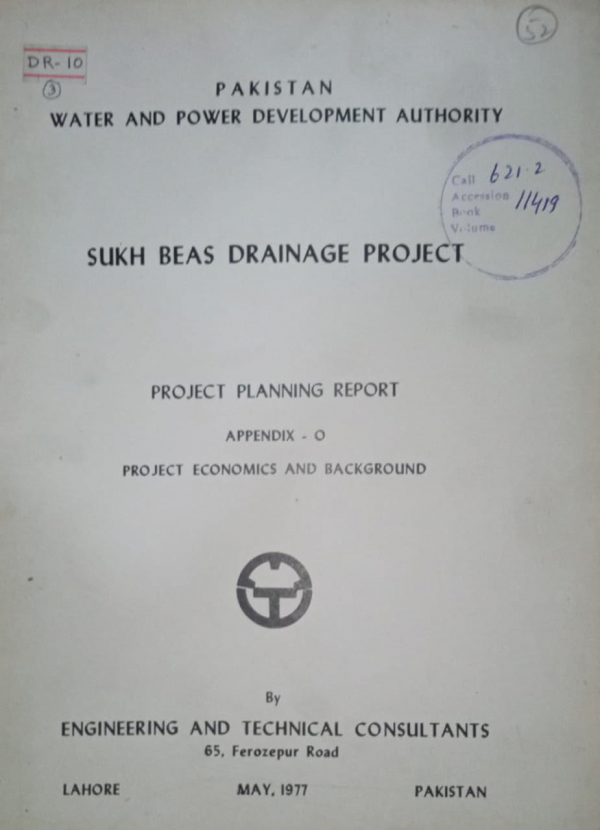 52
DR-10
3
PAKISTAN
WATER AND POWER DEVELOPMENT AUTHORITY
Call 621.2
Accession 11419
Book
Volume
SUKH BEAS DRAINAGE PROJECT
PROJECT PLANNING REPORT
APPENDIX - O
PROJECT ECONOMICS AND BACKGROUND
By
ENGINEERING AND TECHNICAL CONSULTANTS
65, Ferozepur Road
LAHORE MAY, 1977 PAKISTAN